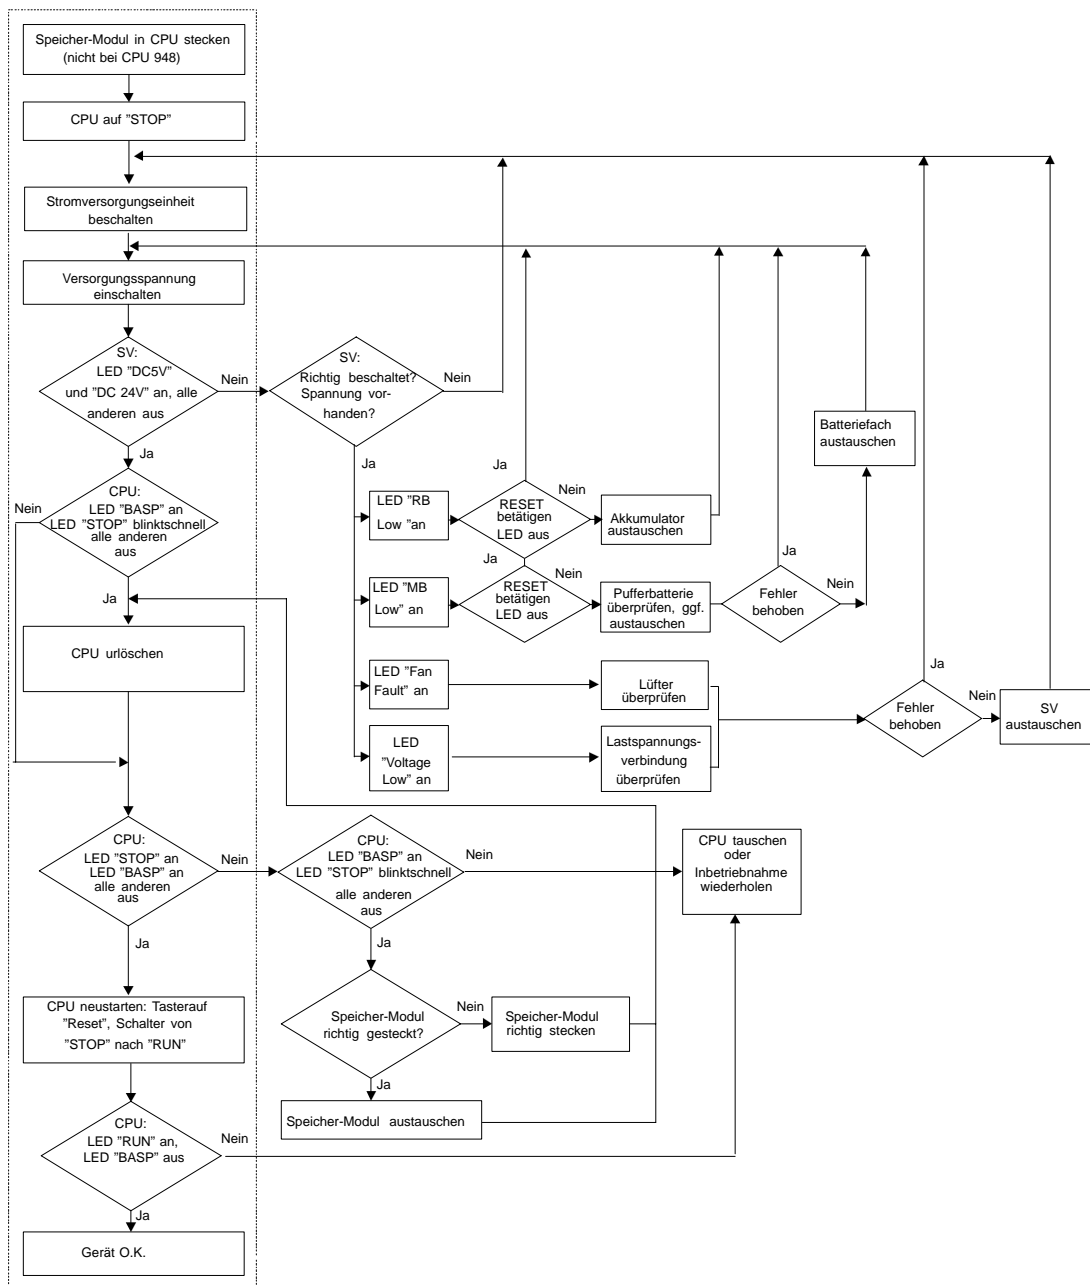 Speicher-Modul in CPU stecken
(nicht bei CPU 948)
CPU auf "STOP"
Stromversorgungseinheit
beschalten
Versorgungsspannung
einschalten
SV:
LED "DC5V"
und "DC 24V" an, alle
anderen aus
Nein
Ja
SV:
Richtig beschaltet?
Spannung vor-
handen?
Nein
Ja
CPU:
LED "BASP" an
LED "STOP" blinktschnell
alle anderen
aus
Nein
Ja
LED "RB
Low "an
RESET
betätigen
LED aus
Ja
Nein
Akkumulator
austauschen
Batteriefach
austauschen
LED "MB
Low" an
RESET
betätigen
LED aus
Ja
Nein
Pufferbatterie
überprüfen, ggf.
austauschen
Fehler
behoben
Ja
Nein
CPU urlöschen
LED "Fan
Fault" an
Lüfter
überprüfen
LED
"Voltage
Low" an
Lastspannungs-
verbindung
überprüfen
Fehler
behoben
Ja
Nein
SV
austauschen
CPU:
LED "STOP" an
LED "BASP" an
alle anderen
aus
Nein
Ja
CPU:
LED "BASP" an
LED "STOP" blinktschnell
alle anderen
aus
Nein
Ja
CPU tauschen
oder
Inbetriebnahme
wiederholen
CPU neustarten: Tasterauf
"Reset", Schalter von
"STOP" nach "RUN"
Speicher-Modul
richtig gesteckt?
Nein
Ja
Speicher-Modul
richtig stecken
Speicher-Modul austauschen
CPU:
LED "RUN" an,
LED "BASP" aus
Nein
Ja
Gerät O.K.